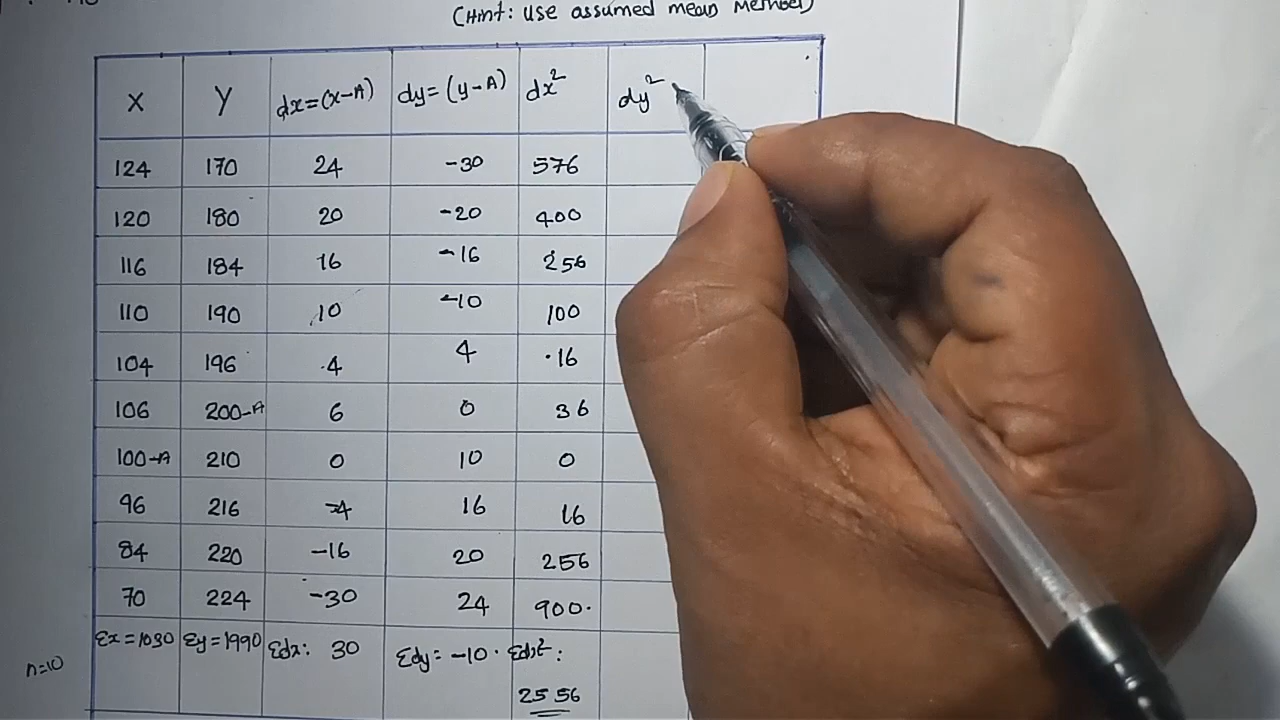 (Hint: use assumed mean Method)
X Y dx=(x-A) dy=(y-A) dx² dy²
124 170 24 -30 576
120 180 20 -20 400
116 184 16 -16 256
110 190 10 -10 100
104 196 4 4 16
106 200-A 6 0 36
100-A 210 0 10 0
96 216 -4 16 16
84 220 -16 20 256
70 224 -30 24 900.
Σx=1030 Σy=1990 Σdx: 30 Σdy=-10. Σdx²:
n=10
2556